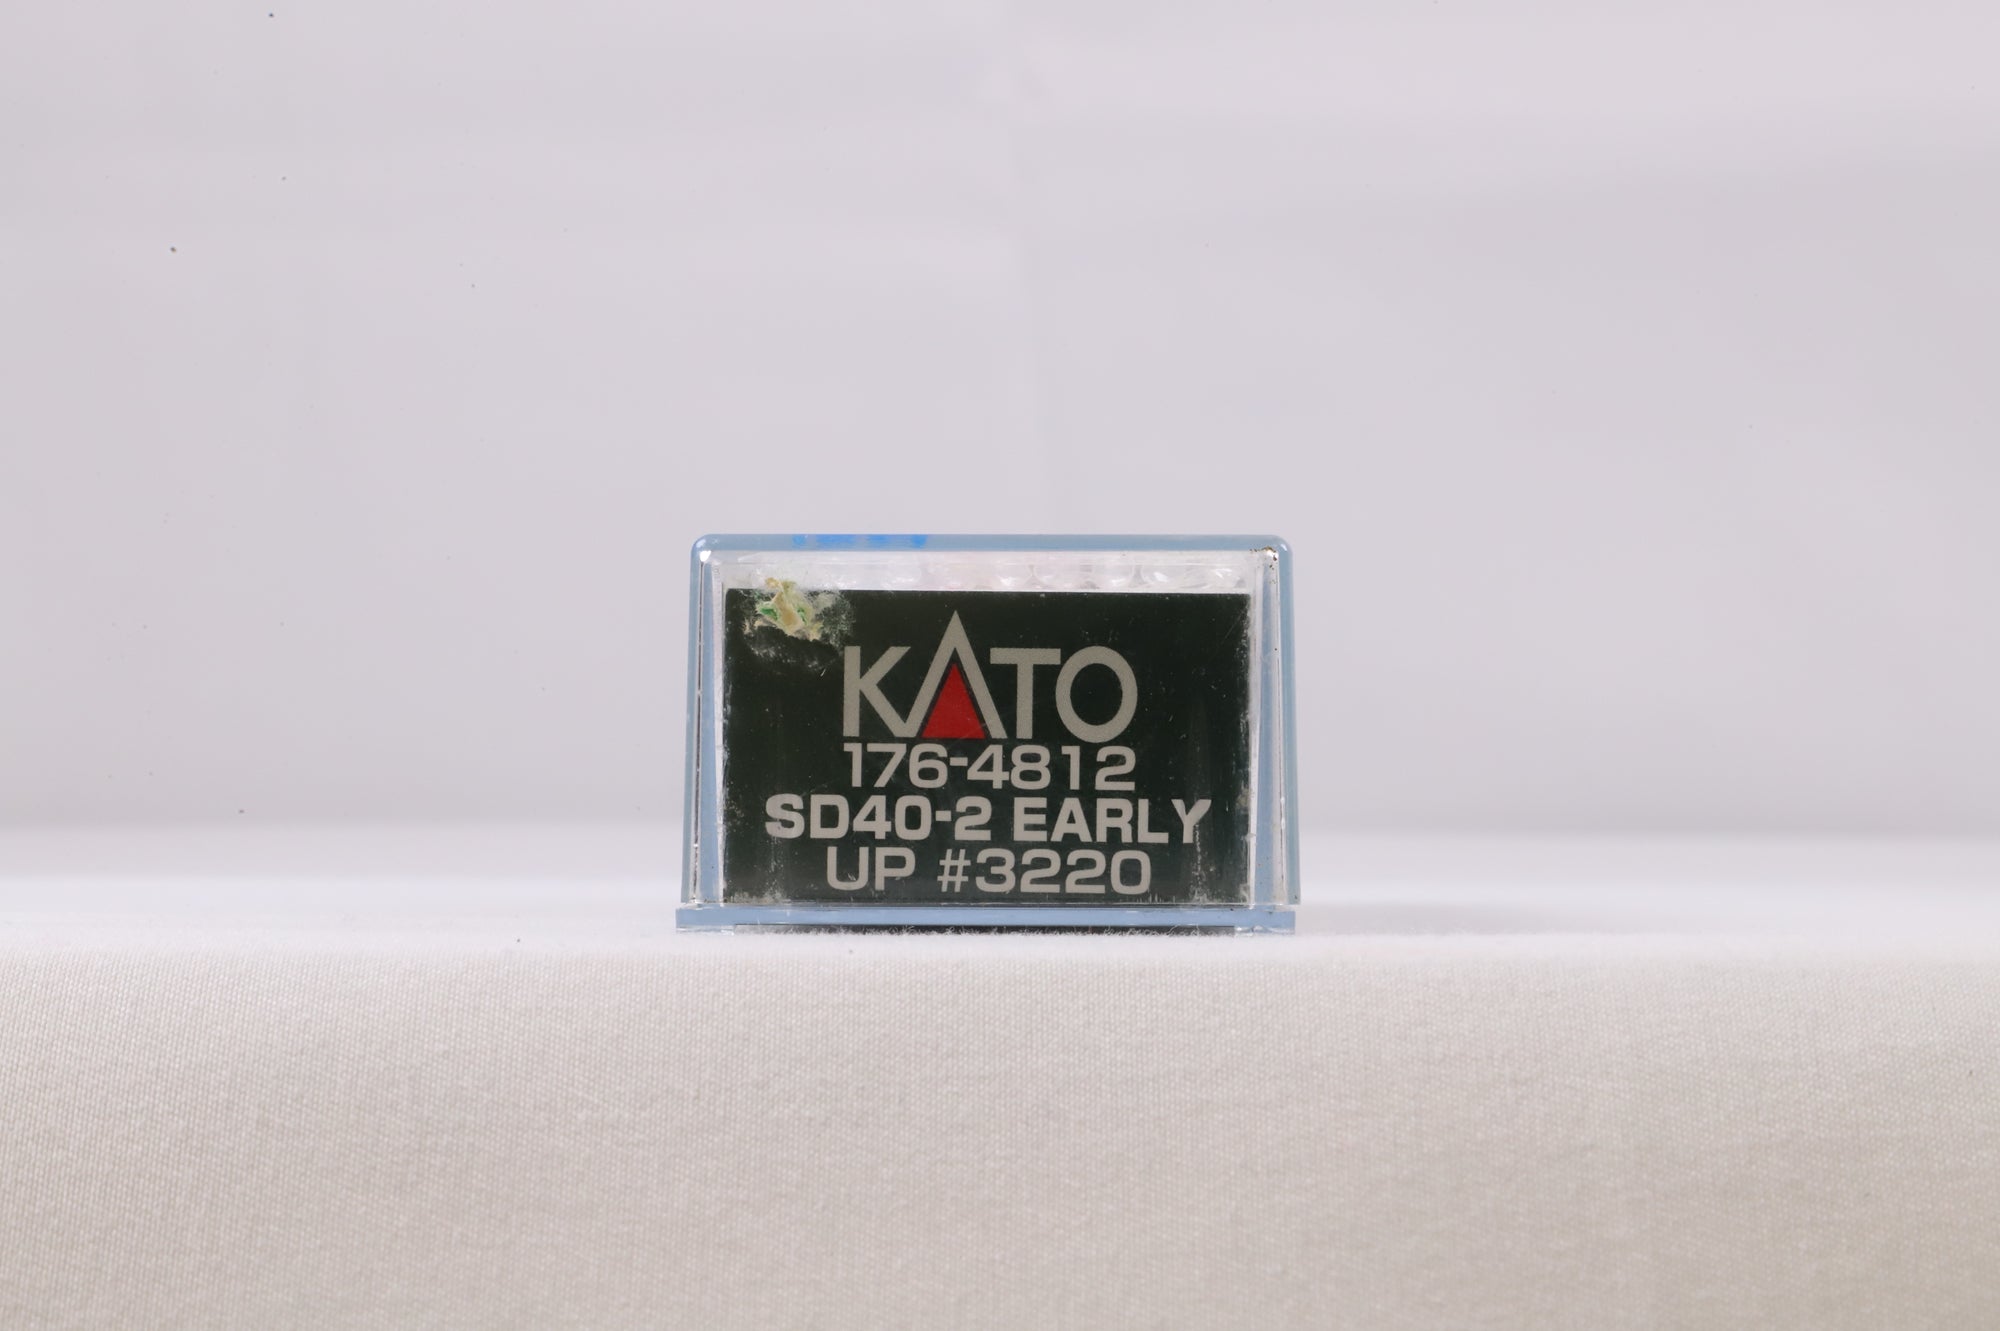 KATO
176-4812
SD40-2 EARLY
UP #3220